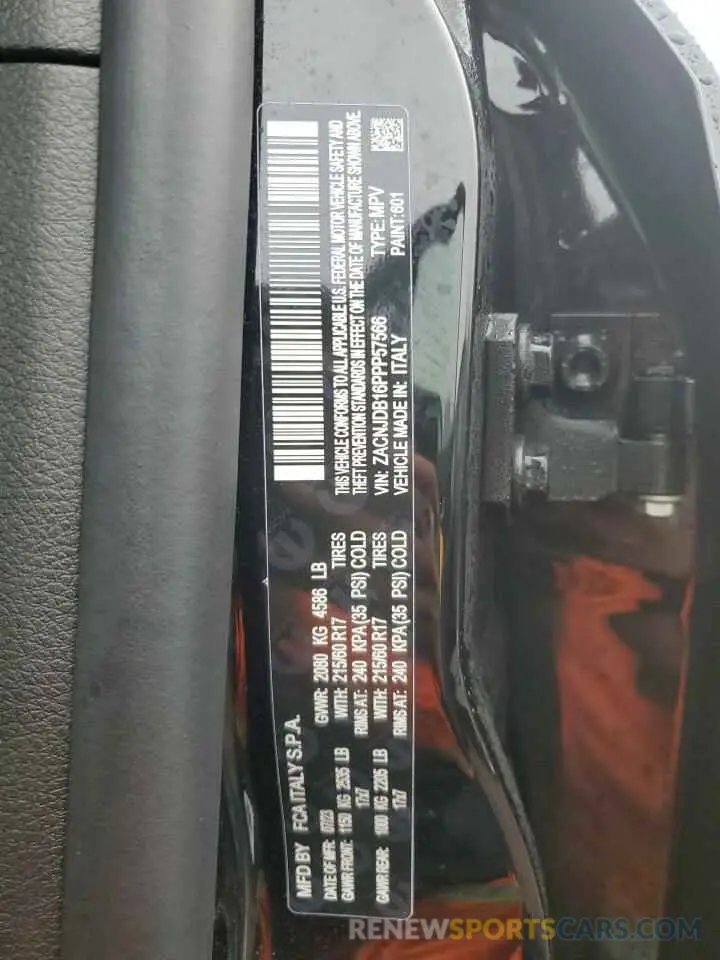 MFD BY FCA ITALY S.P.A.
DATE OF MFR: 07/23 GVWR: 2080 KG 4586 LB
GAWR FRONT: 1150 KG 2535 LB WITH: 215/60 R17 TIRES
17x7 RIMS AT: 240 KPA(35 PSI) COLD
GAWR REAR: KG LB WITH: 215/60 R17 TIRES
17x7 RIMS AT: 240 KPA(35 PSI) COLD
THIS VEHICLE CONFORMS TO ALL APPLICABLE U.S. FEDERAL MOTOR VEHICLE SAFETY AND
THEFT PREVENTION STANDARDS IN EFFECT ON THE DATE OF MANUFACTURE SHOWN ABOVE.
VIN: ZACNJDB16PPP57566 TYPE: MPV
VEHICLE MADE IN: ITALY PAINT:601
RENEWSPORTSCARS.COM